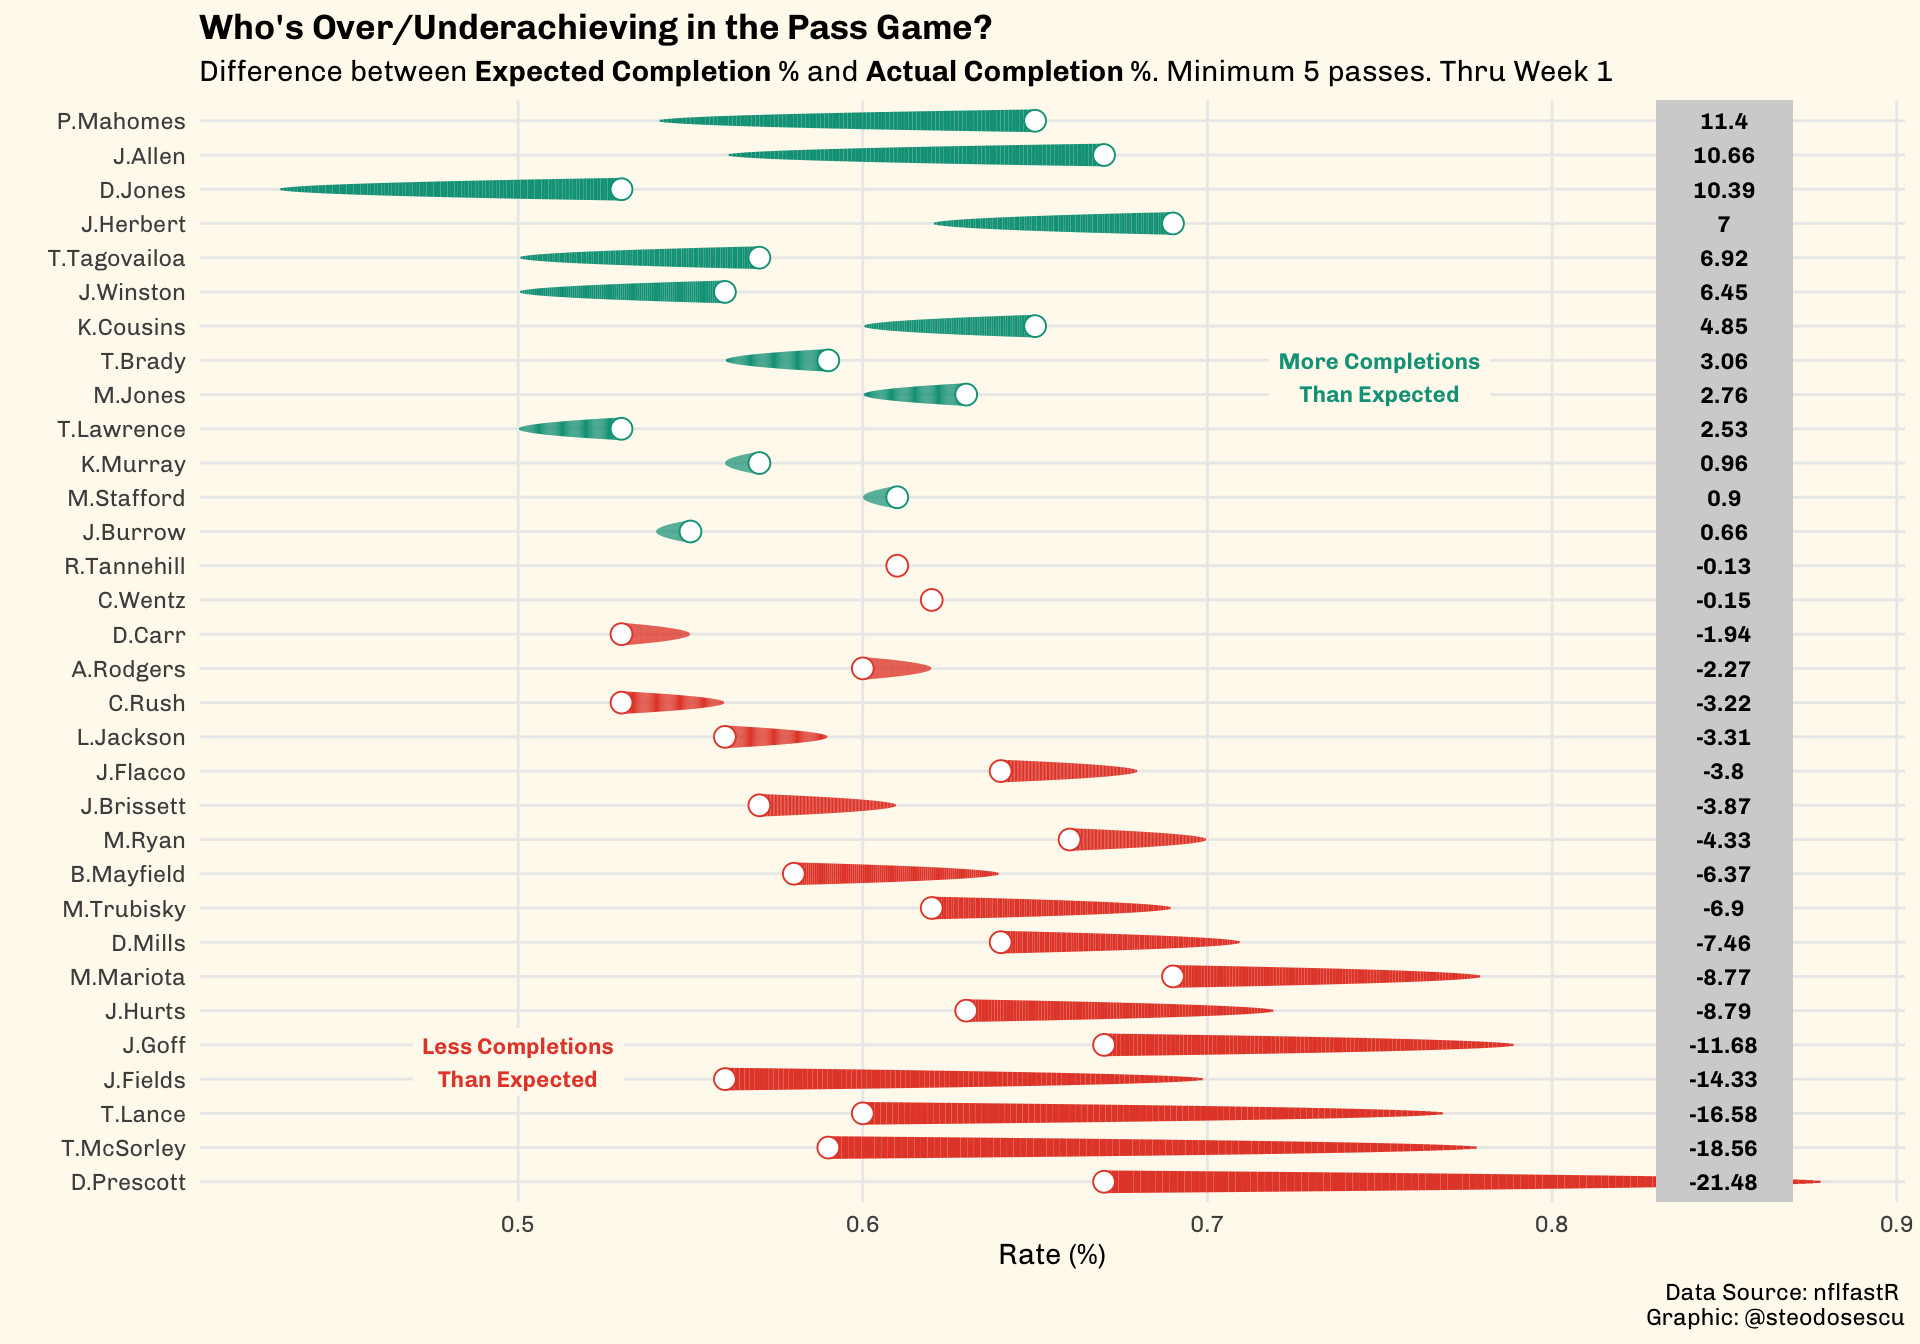 Who's Over/Underachieving in the Pass Game?
Difference between Expected Completion % and Actual Completion %. Minimum 5 passes. Thru Week 1
P.Mahomes 11.4
J.Allen 10.66
D.Jones 10.39
J.Herbert 7
T.Tagovailoa 6.92
J.Winston 6.45
K.Cousins 4.85
T.Brady More Completions 3.06
M.Jones Than Expected 2.76
T.Lawrence 2.53
K.Murray 0.96
M.Stafford 0.9
J.Burrow 0.66
R.Tannehill -0.13
C.Wentz -0.15
D.Carr -1.94
A.Rodgers -2.27
C.Rush -3.22
L.Jackson -3.31
J.Flacco -3.8
J.Brissett -3.87
M.Ryan -4.33
B.Mayfield -6.37
M.Trubisky -6.9
D.Mills -7.46
M.Mariota -8.77
J.Hurts -8.79
J.Goff Less Completions -11.68
J.Fields Than Expected -14.33
T.Lance -16.58
T.McSorley -18.56
D.Prescott -21.48
0.5 0.6 0.7 0.8 0.9
Rate (%)
Data Source: nflfastR
Graphic: @steodosescu